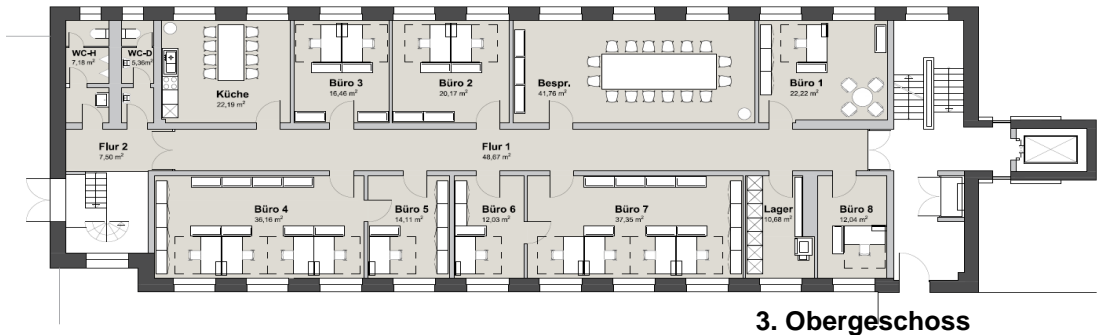 WC-H
7,18 m²
WC-D
5,36m²
Küche
22,19 m²
Büro 3
16,46 m²
Büro 2
20,17 m²
Bespr.
41,76 m²
Büro 1
22,22 m²
Flur 2
7,50 m²
Flur 1
48,67 m²
Büro 4
36,16 m²
Büro 5
14,11 m²
Büro 6
12,03 m²
Büro 7
37,35 m²
Lager
10,68 m²
Büro 8
12,04 m²
3. Obergeschoss